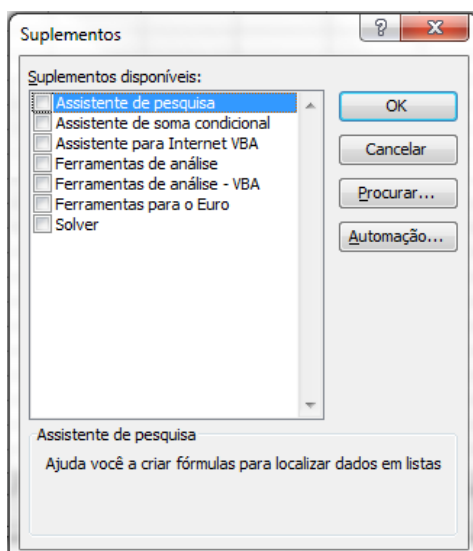 Suplementos
Suplementos disponíveis:
Assistente de pesquisa
Assistente de soma condicional
Assistente para Internet VBA
Ferramentas de análise
Ferramentas de análise - VBA
Ferramentas para o Euro
Solver
OK
Cancelar
Procurar...
Automação...
Assistente de pesquisa
Ajuda você a criar fórmulas para localizar dados em listas